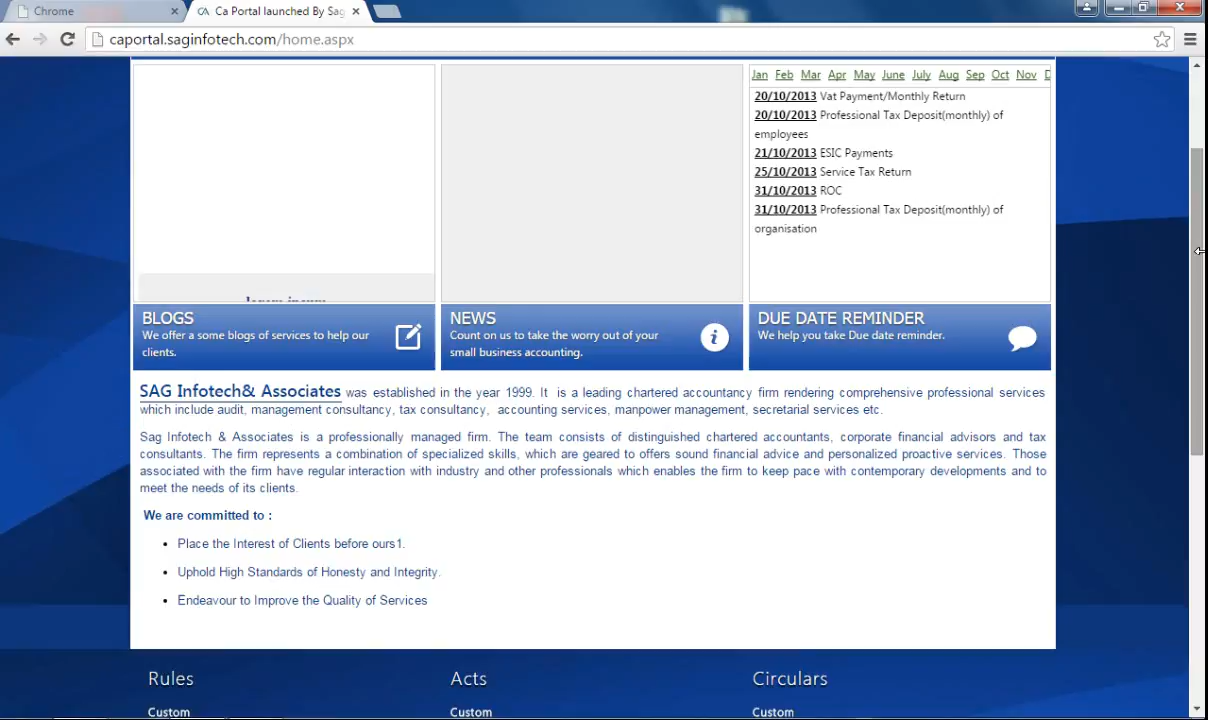 Chrome
Ca Portal launched By Sag
caportal.saginfotech.com/home.aspx
Jan Feb Mar Apr May June July Aug Sep Oct Nov D
20/10/2013 Vat Payment/Monthly Return
20/10/2013 Professional Tax Deposit(monthly) of
employees
21/10/2013 ESIC Payments
25/10/2013 Service Tax Return
31/10/2013 ROC
31/10/2013 Professional Tax Deposit(monthly) of
organisation
lorem ipsum
BLOGS
We offer a some blogs of services to help our
clients.
NEWS
Count on us to take the worry out of your
small business accounting.
DUE DATE REMINDER
We help you take Due date reminder.
SAG Infotech& Associates was established in the year 1999. It is a leading chartered accountancy firm rendering comprehensive professional services
which include audit, management consultancy, tax consultancy, accounting services, manpower management, secretarial services etc.
Sag Infotech & Associates is a professionally managed firm. The team consists of distinguished chartered accountants, corporate financial advisors and tax
consultants. The firm represents a combination of specialized skills, which are geared to offers sound financial advice and personalized proactive services. Those
associated with the firm have regular interaction with industry and other professionals which enables the firm to keep pace with contemporary developments and to
meet the needs of its clients.
We are committed to :
Place the Interest of Clients before ours1.
Uphold High Standards of Honesty and Integrity.
Endeavour to Improve the Quality of Services
Rules Acts Circulars
Custom Custom Custom